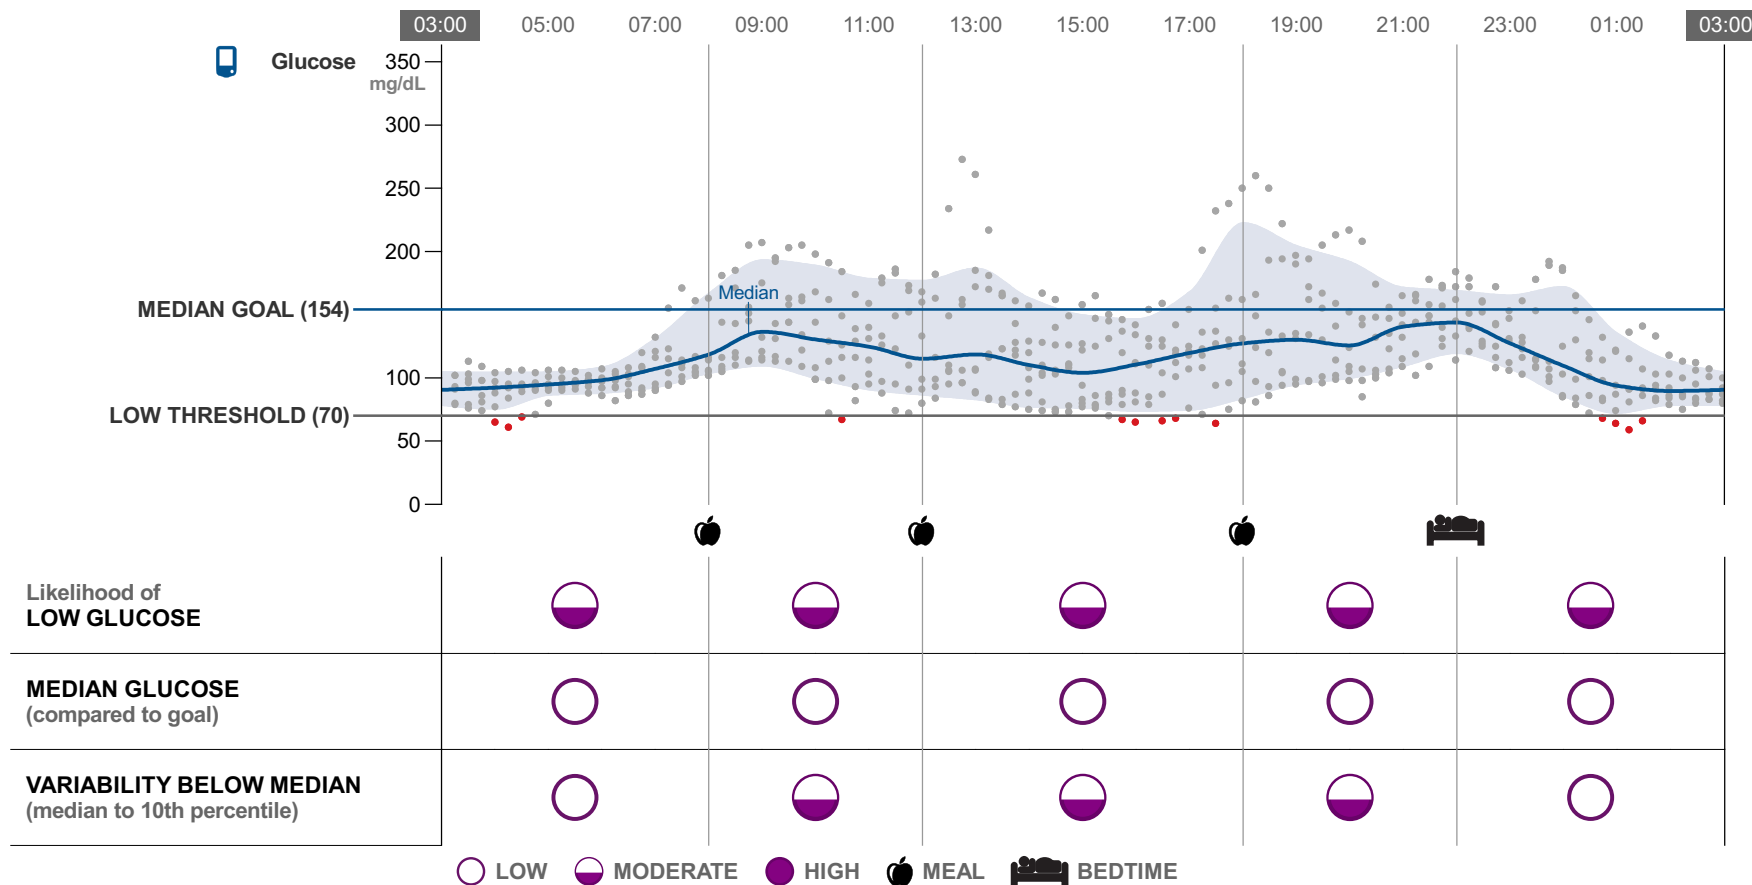 03:00 05:00 07:00 09:00 11:00 13:00 15:00 17:00 19:00 21:00 23:00 01:00 03:00
Glucose 350
mg/dL
300
250
200
Median
MEDIAN GOAL (154)
100
LOW THRESHOLD (70)
50
0
Likelihood of
LOW GLUCOSE
MEDIAN GLUCOSE
(compared to goal)
VARIABILITY BELOW MEDIAN
(median to 10th percentile)
LOW MODERATE HIGH MEAL BEDTIME